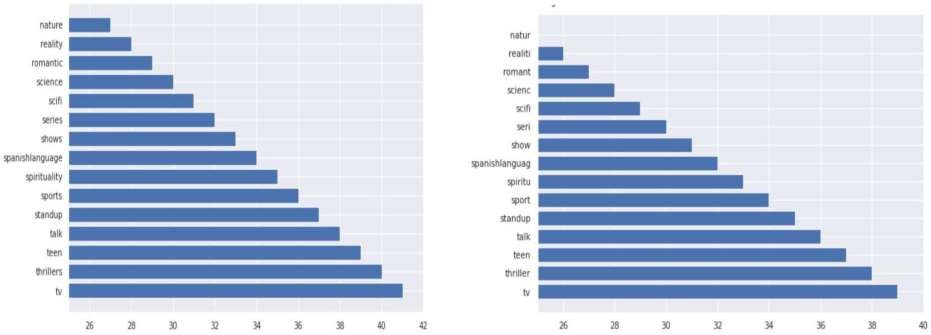 nature
reality
romantic
science
scifi
series
shows
spanishlanguage
spirituality
sports
standup
talk
teen
thrillers
tv
26 28 30 32 34 36 38 40 42
natur
realiti
romant
scienc
scifi
seri
show
spanishlanguag
spiritu
sport
standup
talk
teen
thriller
tv
26 28 30 32 34 36 38 40